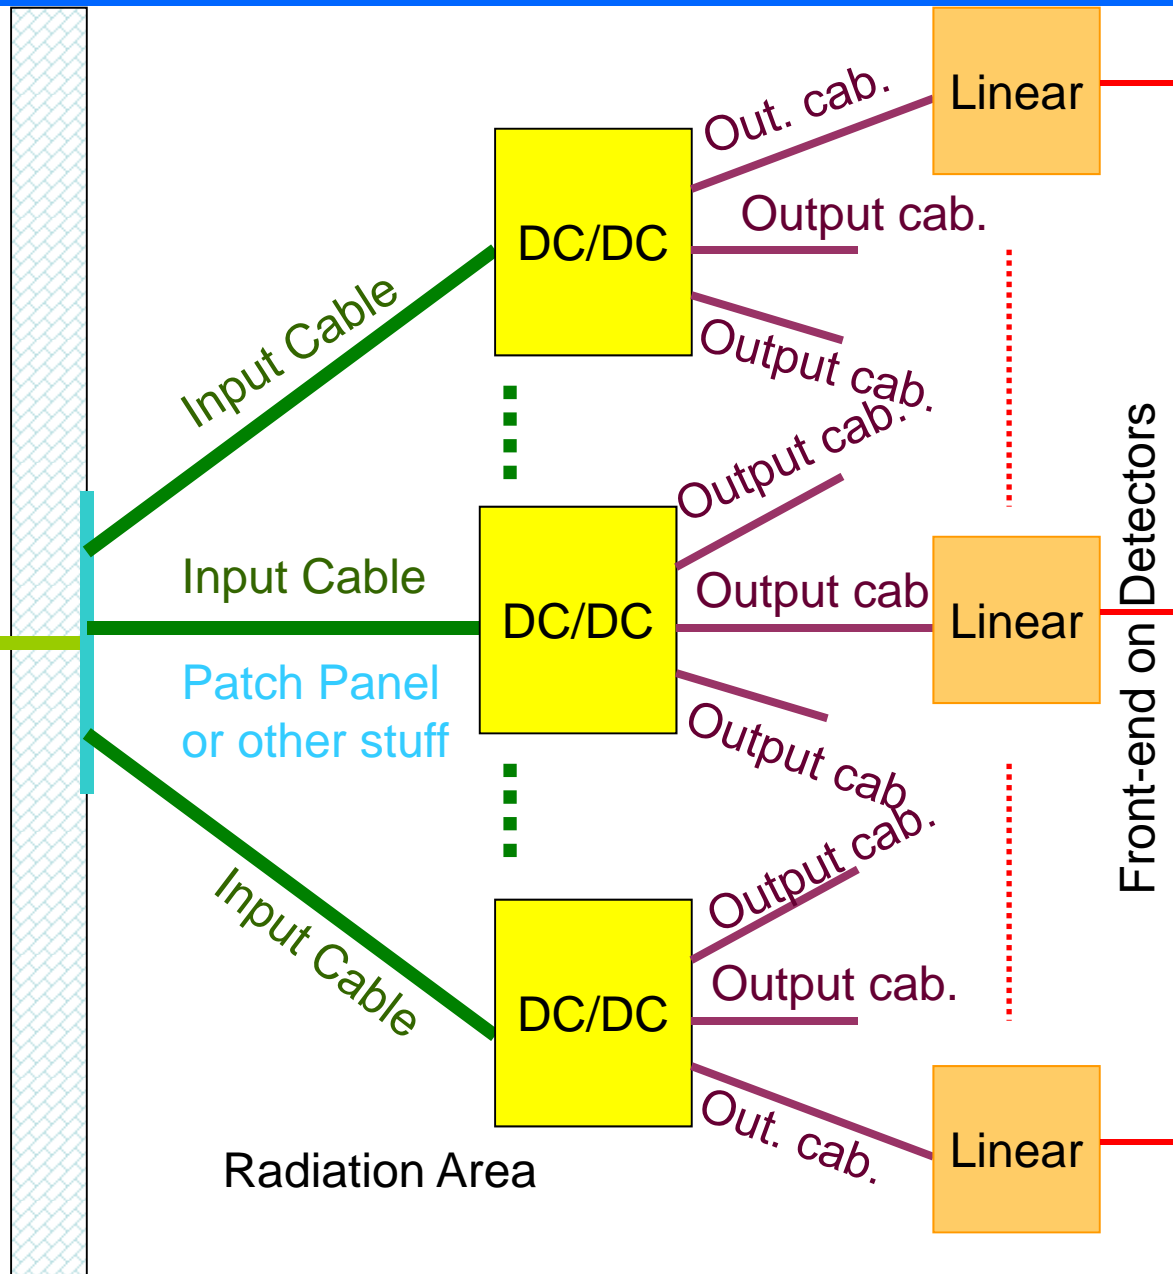 Out. cab.
Linear
DC/DC
Output cab.
Input Cable
Output cab.
Output cab.
Front-end on Detectors
Input Cable
DC/DC
Output cab
Linear
Patch Panel
or other stuff
Output cab
Output cab.
Input Cable
DC/DC
Output cab.
Out. cab.
Linear
Radiation Area